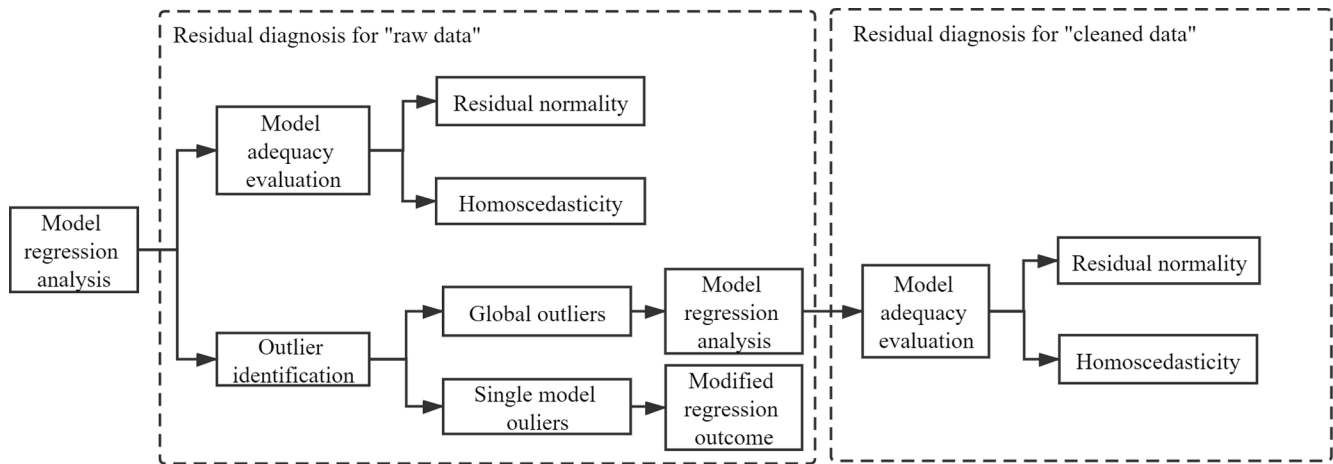 Residual diagnosis for "raw data"
Residual diagnosis for "cleaned data"
Model
regression
analysis
Model
adequacy
evaluation
Residual normality
Homoscedasticity
Outlier
identification
Global outliers
Model
regression
analysis
Single model
ouliers
Modified
regression
outcome
Model
adequacy
evaluation
Residual normality
Homoscedasticity